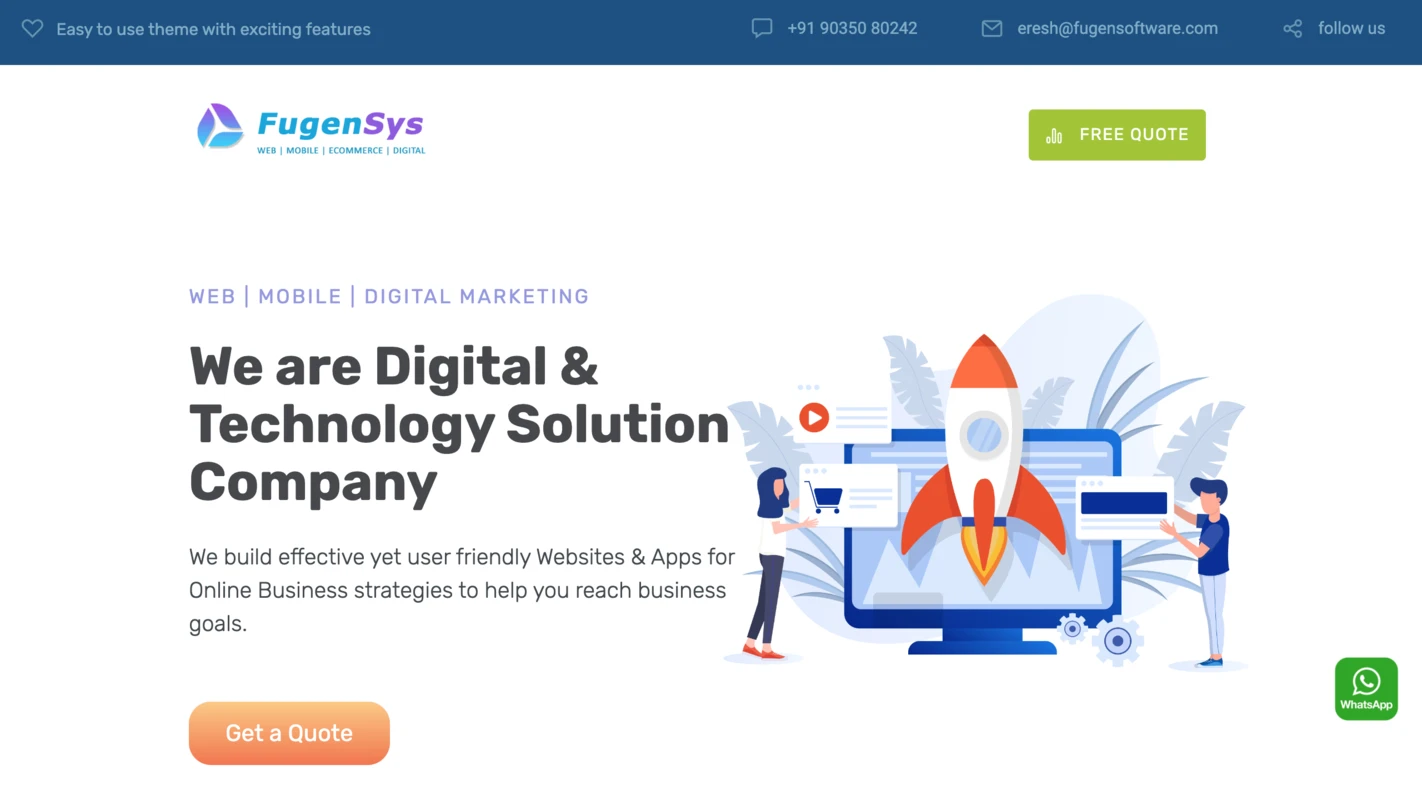 Easy to use theme with exciting features
+91 90350 80242
eresh@fugensoftware.com
follow us
FugenSys
WEB | MOBILE | ECOMMERCE | DIGITAL
FREE QUOTE
WEB | MOBILE | DIGITAL MARKETING
We are Digital &
Technology Solution
Company
We build effective yet user friendly Websites & Apps for
Online Business strategies to help you reach business
goals.
Get a Quote
WhatsApp